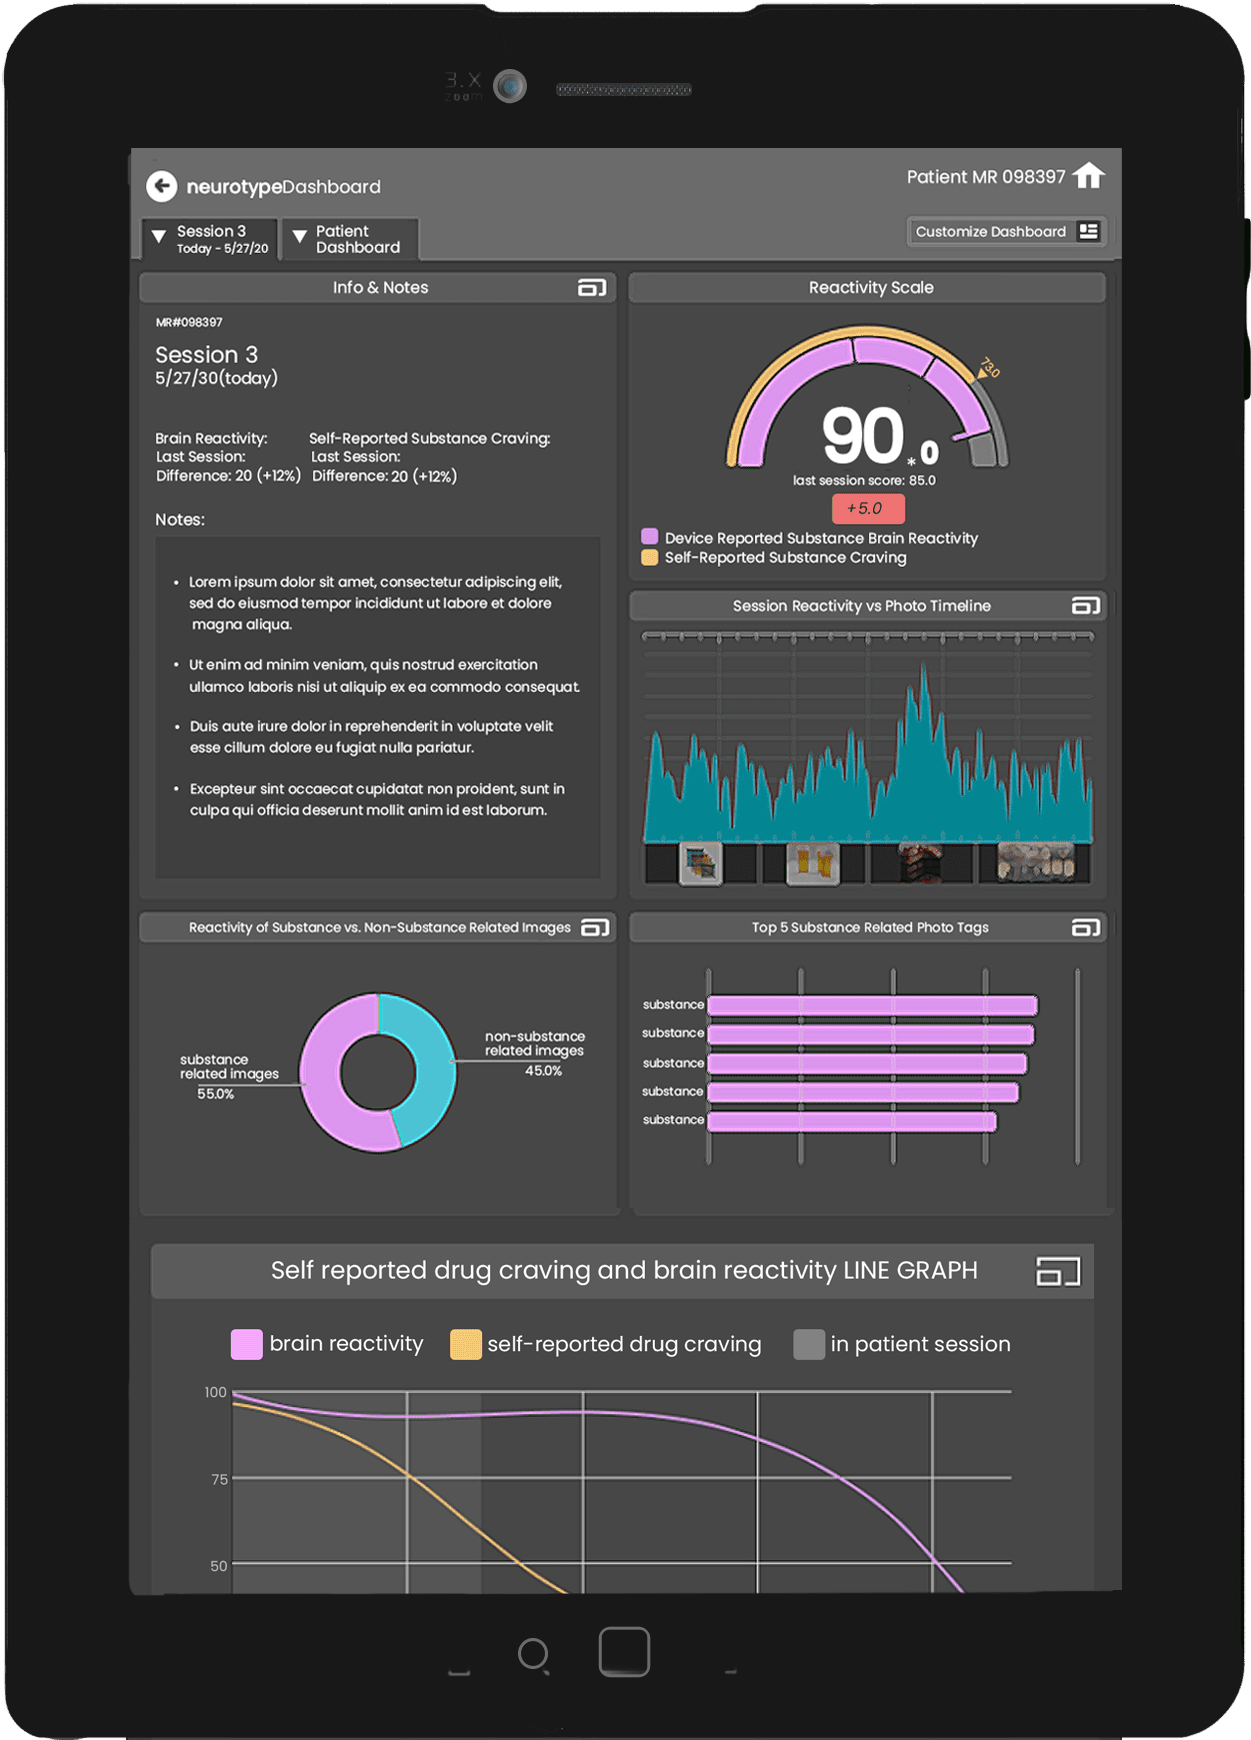 3.X
zoom
neurotypeDashboard
Patient MR 098397
Session 3
Today - 5/27/20
Patient
Dashboard
Customize Dashboard
Info & Notes
MR#098397
Session 3
5/27/30(today)
Brain Reactivity:
Last Session:
Difference: 20 (+12%)
Self-Reported Substance Craving:
Last Session:
Difference: 20 (+12%)
Notes:
• Lorem ipsum dolor sit amet, consectetur adipiscing elit,
sed do eiusmod tempor incididunt ut labore et dolore
magna aliqua.
• Ut enim ad minim veniam, quis nostrud exercitation
ullamco laboris nisi ut aliquip ex ea commodo consequat.
• Duis aute irure dolor in reprehenderit in voluptate velit
esse cillum dolore eu fugiat nulla pariatur.
• Excepteur sint occaecat cupidatat non proident, sunt in
culpa qui officia deserunt mollit anim id est laborum.
Reactivity Scale
73.0
90.0
*
last session score: 85.0
+5.0
Device Reported Substance Brain Reactivity
Self-Reported Substance Craving
Session Reactivity vs Photo Timeline
Reactivity of Substance vs. Non-Substance Related Images
substance
related images
55.0%
non-substance
related images
45.0%
Top 5 Substance Related Photo Tags
substance
substance
substance
substance
substance
Self reported drug craving and brain reactivity LINE GRAPH
brain reactivity
self-reported drug craving
in patient session
100
75
50